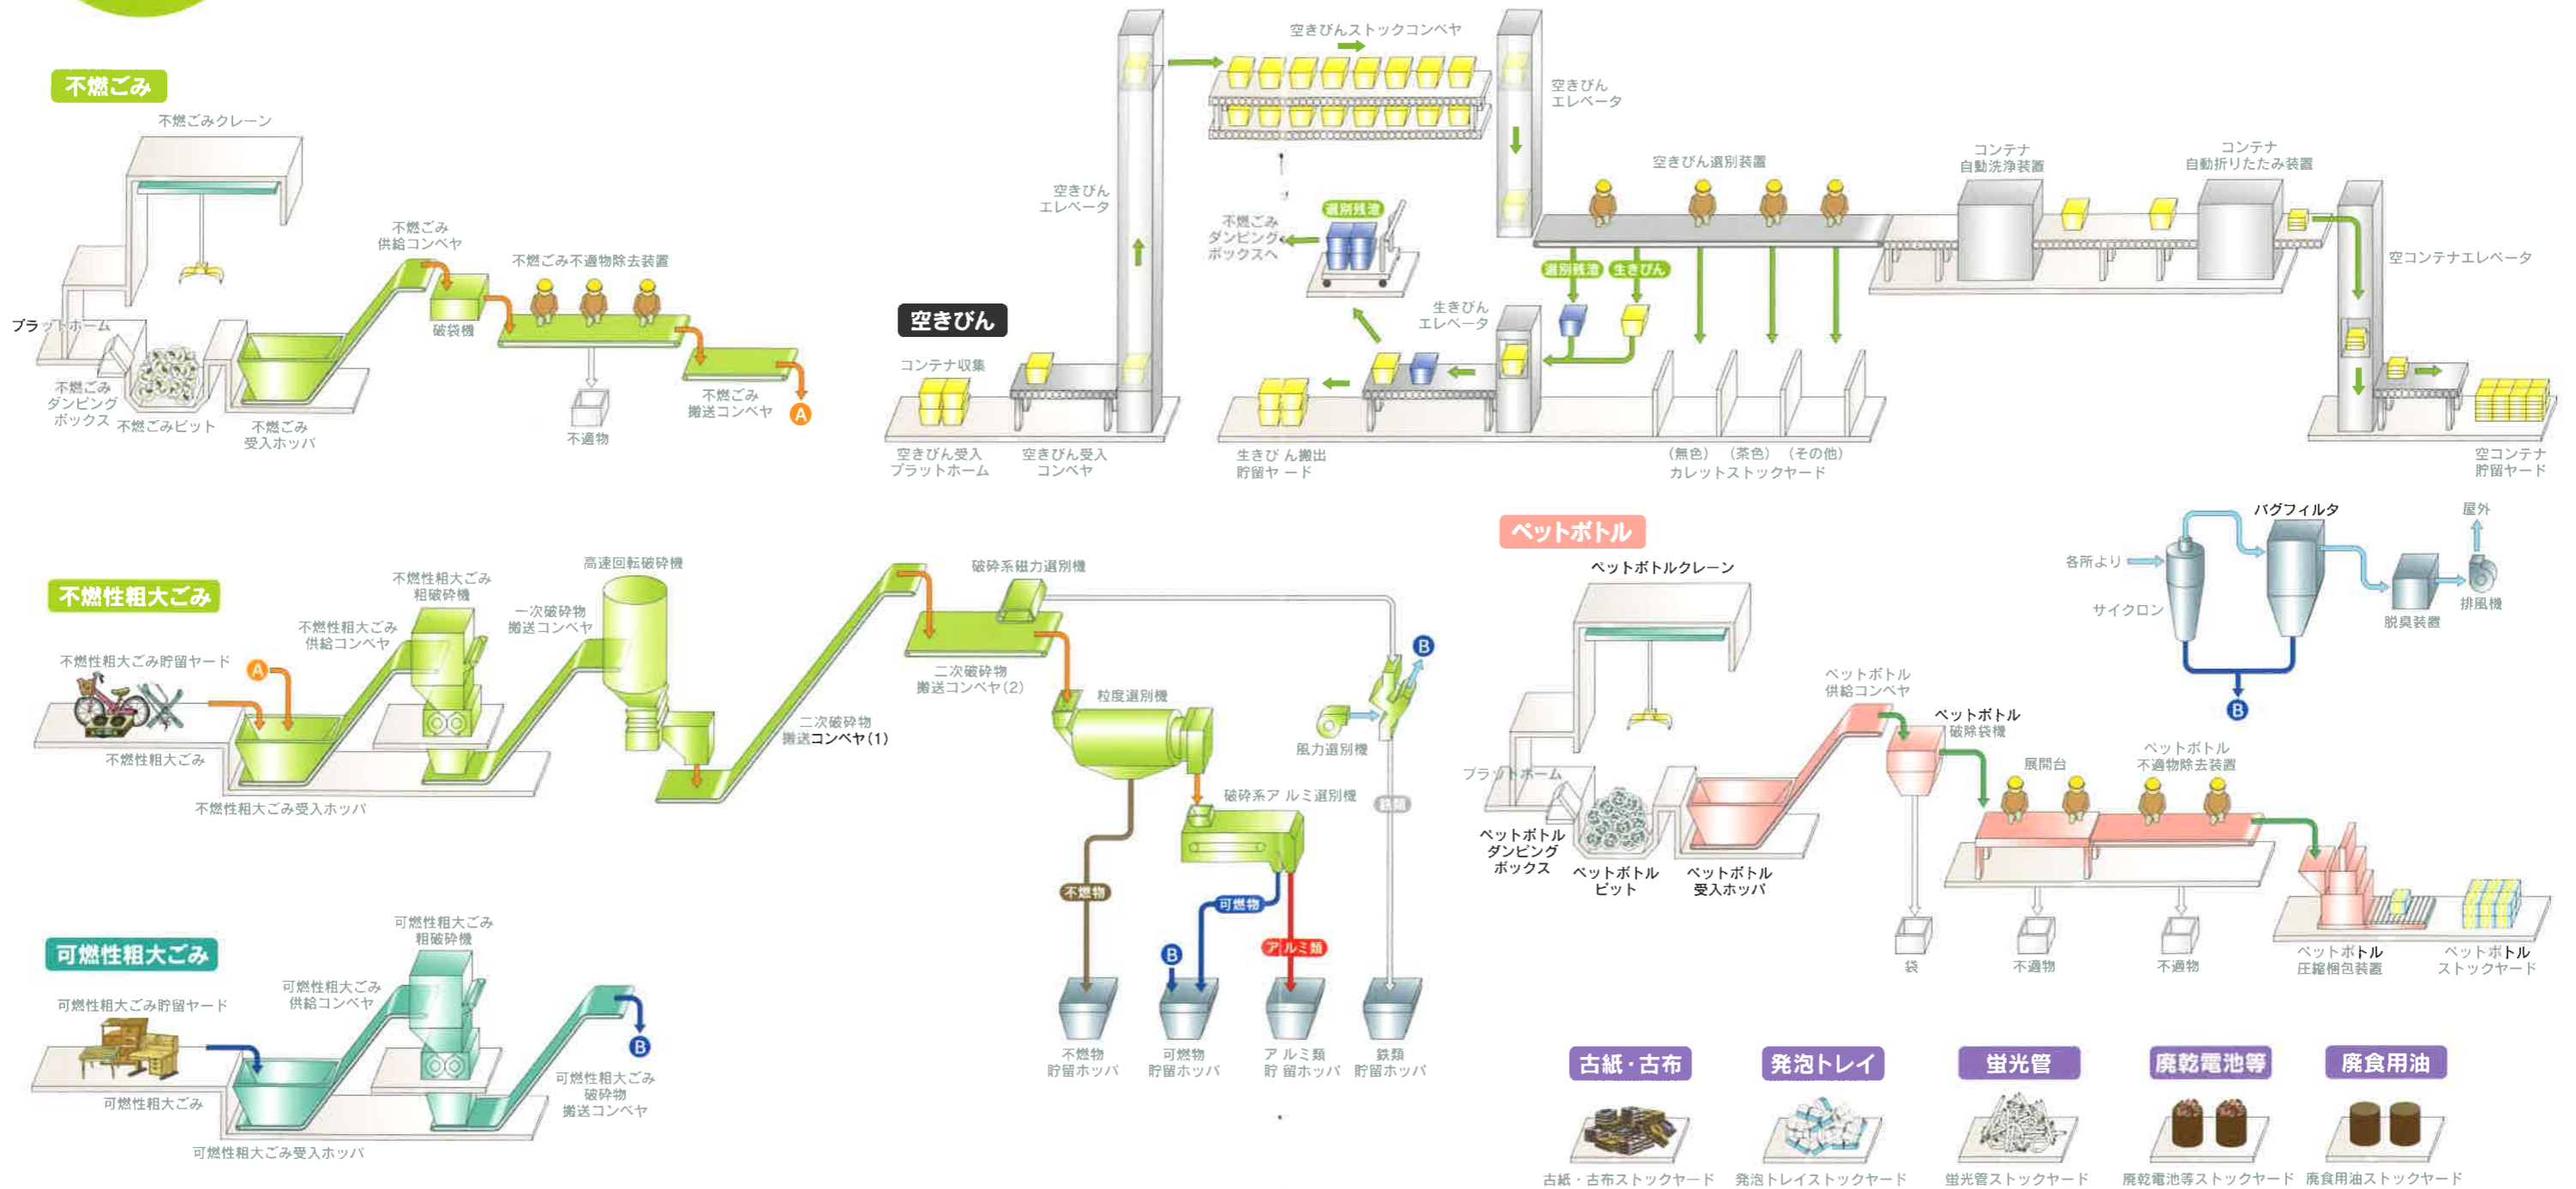 不燃ごみ
不燃ごみクレーン
プラットホーム
不燃ごみ
ダンピング
ボックス
不燃ごみピット
不燃ごみ
受入ホッパ
不燃ごみ
供給コンベヤ
破袋機
不燃ごみ不適物除去装置
不適物
不燃ごみ
搬送コンベヤ
A
空きびん
コンテナ収集
空きびん受入
プラットホーム
空きびん受入
コンベヤ
空きびん
エレベータ
空きびんストックコンベヤ
空きびん
エレベータ
空きびん選別装置
選別残渣
生きびん
不燃ごみ
ダンピング
ボックスへ
選別残渣
生きびん
エレベータ
生きびん搬出
貯留ヤード
(無色)
(茶色)
(その他)
カレットストックヤード
コンテナ
自動洗浄装置
コンテナ
自動折りたたみ装置
空コンテナエレベータ
空コンテナ
貯留ヤード
不燃性粗大ごみ
不燃性粗大ごみ貯留ヤード
A
不燃性粗大ごみ
不燃性粗大ごみ受入ホッパ
不燃性粗大ごみ
供給コンベヤ
不燃性粗大ごみ
粗破砕機
一次破砕物
搬送コンベヤ
高速回転破砕機
二次破砕物
搬送コンベヤ(1)
破砕系磁力選別機
二次破砕物
搬送コンベヤ(2)
粒度選別機
破砕系アルミ選別機
風力選別機
B
鉄類
不燃物
可燃物
アルミ類
B
不燃物
貯留ホッパ
可燃物
貯留ホッパ
アルミ類
貯留ホッパ
鉄類
貯留ホッパ
可燃性粗大ごみ
可燃性粗大ごみ貯留ヤード
可燃性粗大ごみ
可燃性粗大ごみ受入ホッパ
可燃性粗大ごみ
供給コンベヤ
可燃性粗大ごみ
粗破砕機
可燃性粗大ごみ
破砕物
搬送コンベヤ
B
ペットボトル
ペットボトルクレーン
プラットホーム
ペットボトル
ダンピング
ボックス
ペットボトル
ピット
ペットボトル
受入ホッパ
ペットボトル
供給コンベヤ
ペットボトル
破除袋機
展開台
ペットボトル
不適物除去装置
袋
不適物
不適物
ペットボトル
圧縮梱包装置
ペットボトル
ストックヤード
各所より
サイクロン
バグフィルタ
脱臭装置
排風機
屋外
B
古紙・古布
古紙・古布ストックヤード
発泡トレイ
発泡トレイストックヤード
蛍光管
蛍光管ストックヤード
廃乾電池等
廃乾電池等ストックヤード
廃食用油
廃食用油ストックヤード